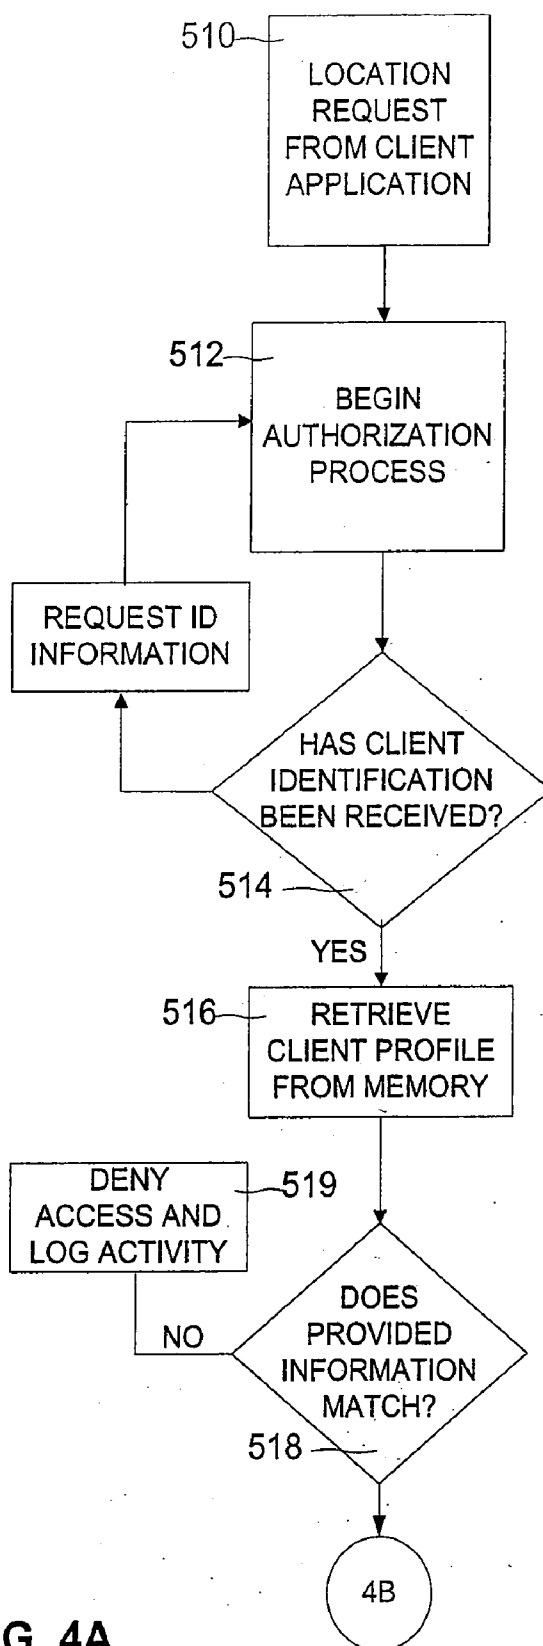 510
LOCATION
REQUEST
FROM CLIENT
APPLICATION
512
BEGIN
AUTHORIZATION
PROCESS
REQUEST ID
INFORMATION
HAS CLIENT
IDENTIFICATION
BEEN RECEIVED?
514
YES
516
RETRIEVE
CLIENT PROFILE
FROM MEMORY
DENY
ACCESS AND
LOG ACTIVITY
519
NO
DOES
PROVIDED
INFORMATION
MATCH?
518
4B
G. 4A